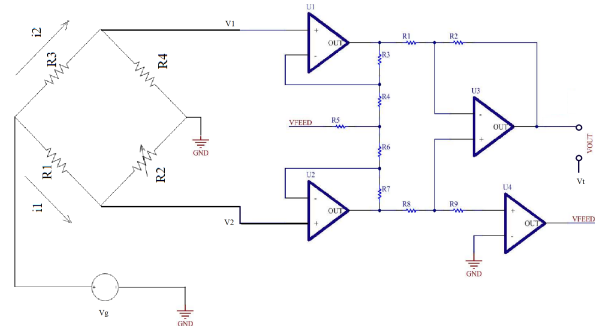 U1
i2
V1
R1
R2
+
OUT
-
R3
R3
R4
R4
U3
VFEED
R5
-
OUT
+
VOUT
GND
R6
R1
R2
U2
R7
Vt
U4
-
OUT
+
R8
R9
+
OUT
-
VFEED
i1
V2
GND
Vg
GND